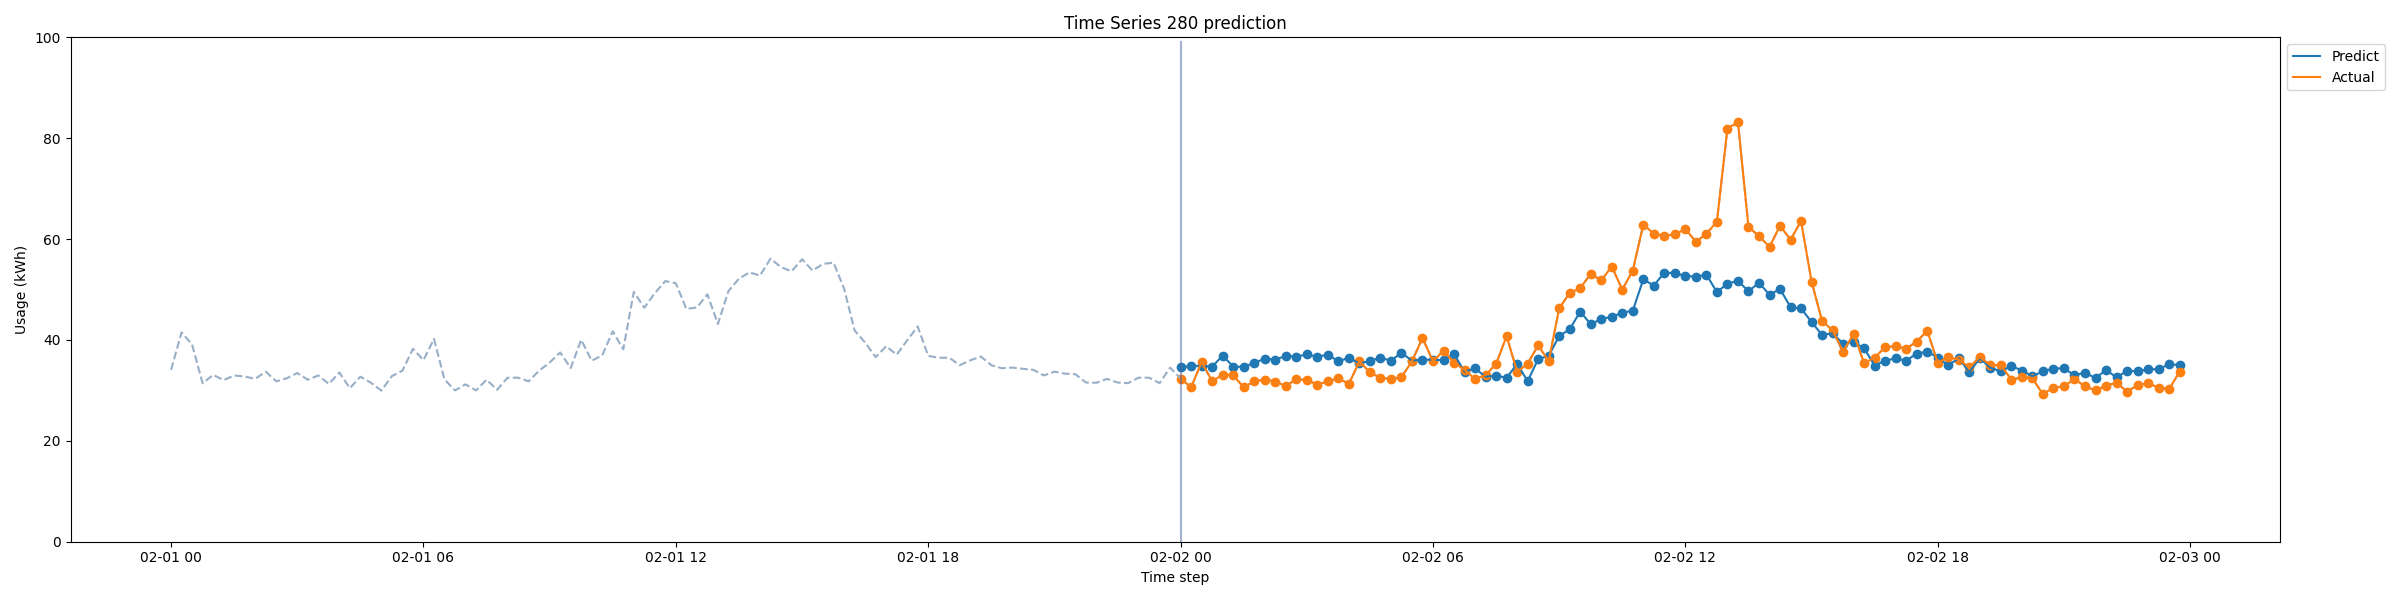 Time Series 280 prediction
100
80
60
40
20
0
Usage (kWh)
02-01 00 02-01 06 02-01 12 02-01 18 02-02 00 02-02 06 02-02 12 02-02 18 02-03 00
Time step
Predict
Actual